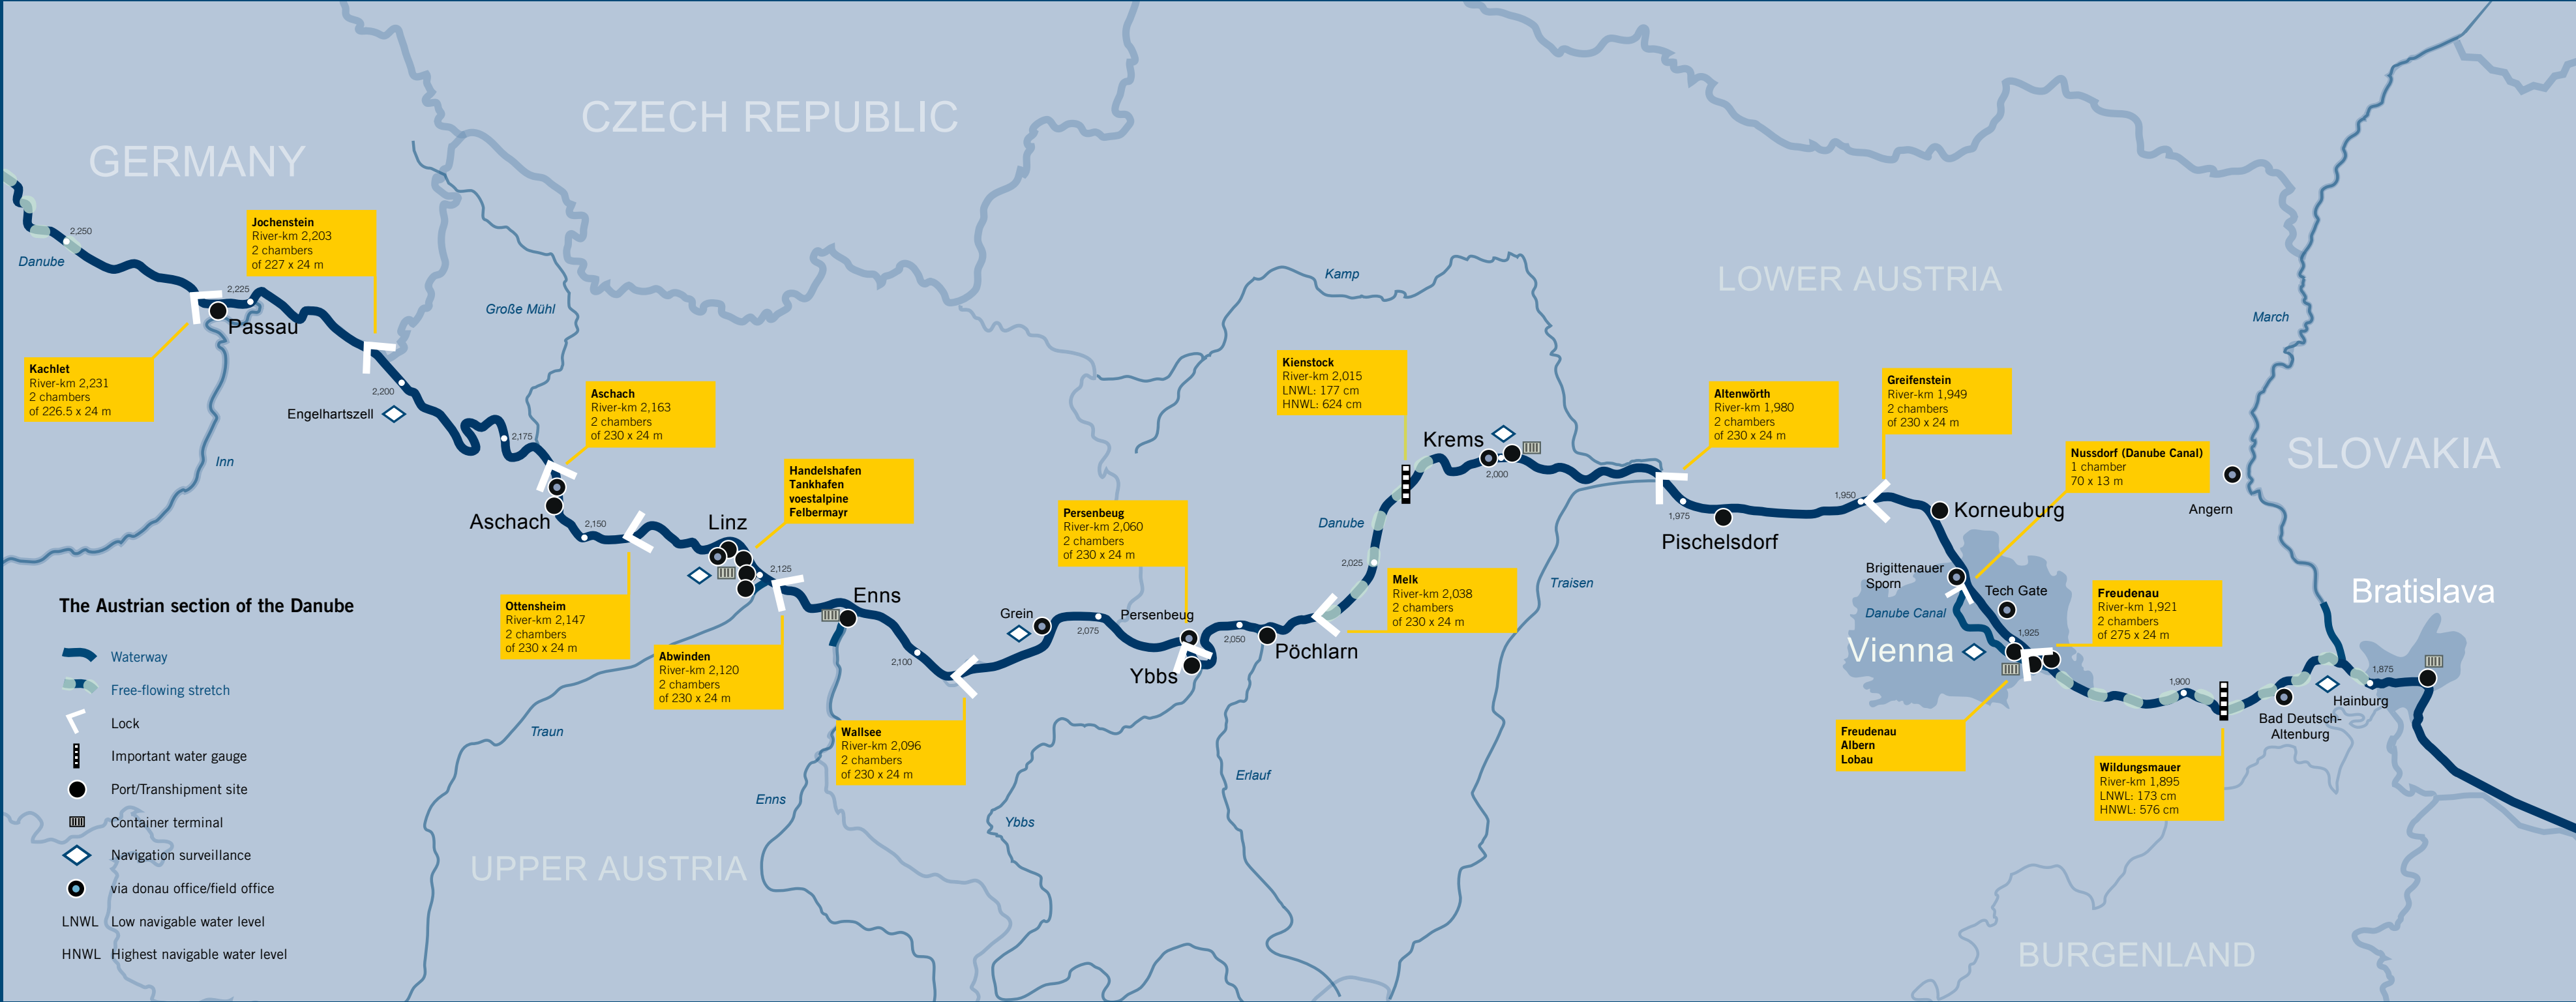 CZECH REPUBLIC
GERMANY
LOWER AUSTRIA
SLOVAKIA
UPPER AUSTRIA
BURGENLAND
2,250
Danube
Jochenstein
River-km 2,203
2 chambers
of 227 x 24 m
2,225
Passau
Kachlet
River-km 2,231
2 chambers
of 226.5 x 24 m
Inn
2,200
Engelhartszell
Große Mühl
2,175
Aschach
River-km 2,163
2 chambers
of 230 x 24 m
Aschach
2,150
Ottensheim
River-km 2,147
2 chambers
of 230 x 24 m
Handelshafen
Tankhafen
voestalpine
Felbermayr
Linz
2,125
Abwinden
River-km 2,120
2 chambers
of 230 x 24 m
Traun
Enns
Enns
2,100
Wallsee
River-km 2,096
2 chambers
of 230 x 24 m
Grein
2,075
Persenbeug
River-km 2,060
2 chambers
of 230 x 24 m
Persenbeug
Ybbs
Ybbs
2,050
Pöchlarn
Erlauf
Melk
River-km 2,038
2 chambers
of 230 x 24 m
2,025
Danube
Kienstock
River-km 2,015
LNWL: 177 cm
HNWL: 624 cm
Kamp
Krems
2,000
Traisen
Altenwörth
River-km 1,980
2 chambers
of 230 x 24 m
1,975
Pischelsdorf
Greifenstein
River-km 1,949
2 chambers
of 230 x 24 m
1,950
Korneuburg
Nussdorf (Danube Canal)
1 chamber
70 x 13 m
Brigittenauer
Sporn
Tech Gate
Danube Canal
Vienna
1,925
Freudenau
River-km 1,921
2 chambers
of 275 x 24 m
Freudenau
Albern
Lobau
1,900
Wildungsmauer
River-km 1,895
LNWL: 173 cm
HNWL: 576 cm
Bad Deutsch-
Altenburg
Hainburg
1,875
Bratislava
March
Angern
The Austrian section of the Danube
Waterway
Free-flowing stretch
Lock
Important water gauge
Port/Transhipment site
Container terminal
Navigation surveillance
via donau office/field office
LNWL Low navigable water level
HNWL Highest navigable water level